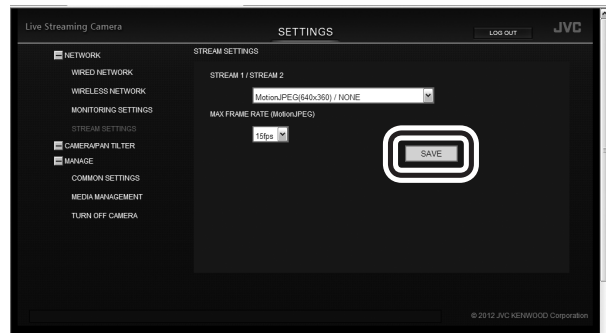 Live Streaming Camera
SETTINGS
LOG OUT
JVC
NETWORK
WIRED NETWORK
WIRELESS NETWORK
MONITORING SETTINGS
STREAM SETTINGS
CAMERA/PAN TILTER
MANAGE
COMMON SETTINGS
MEDIA MANAGEMENT
TURN OFF CAMERA
STREAM SETTINGS
STREAM 1 / STREAM 2
MotionJPEG(640x360) / NONE
MAX FRAME RATE (MotionJPEG)
15fps
SAVE
© 2012 JVC KENWOOD Corporation